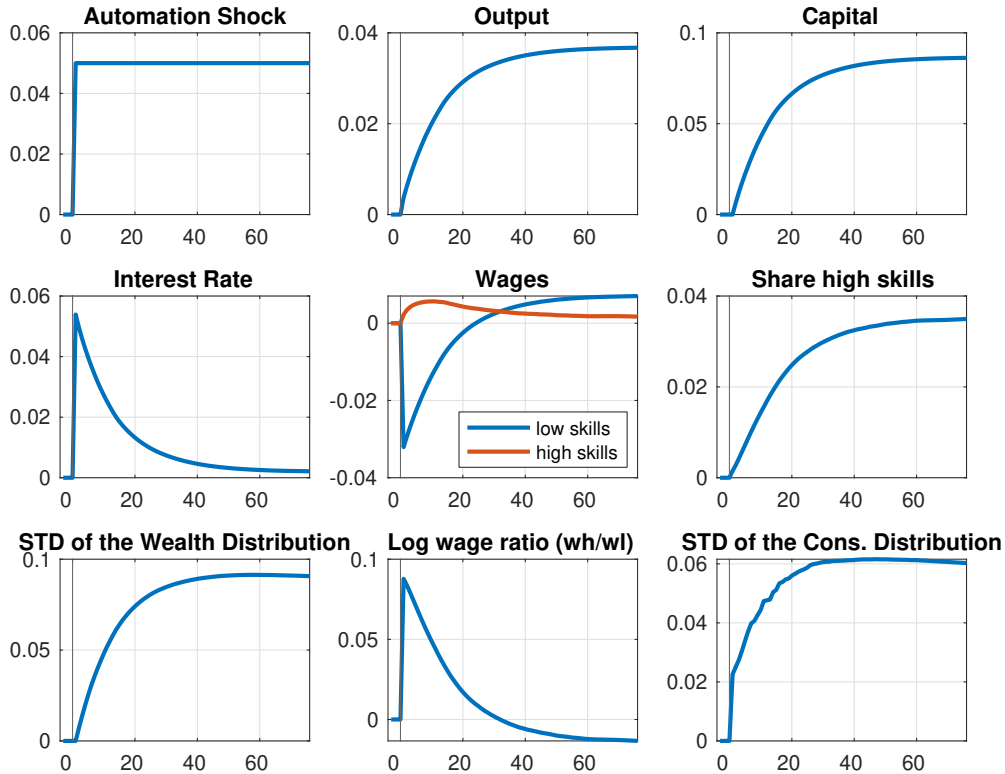 Automation Shock
0.06
0.04
0.02
0
0 20 40 60
Output
0.04
0.02
0
0 20 40 60
Capital
0.1
0.05
0
0 20 40 60
Interest Rate
0.06
0.04
0.02
0
0 20 40 60
Wages
0
-0.02
-0.04
low skills
high skills
0 20 40 60
Share high skills
0.04
0.02
0
0 20 40 60
STD of the Wealth Distribution
0.1
0.05
0
0 20 40 60
Log wage ratio (wh/wl)
0.1
0.05
0
0 20 40 60
STD of the Cons. Distribution
0.06
0.04
0.02
0
0 20 40 60